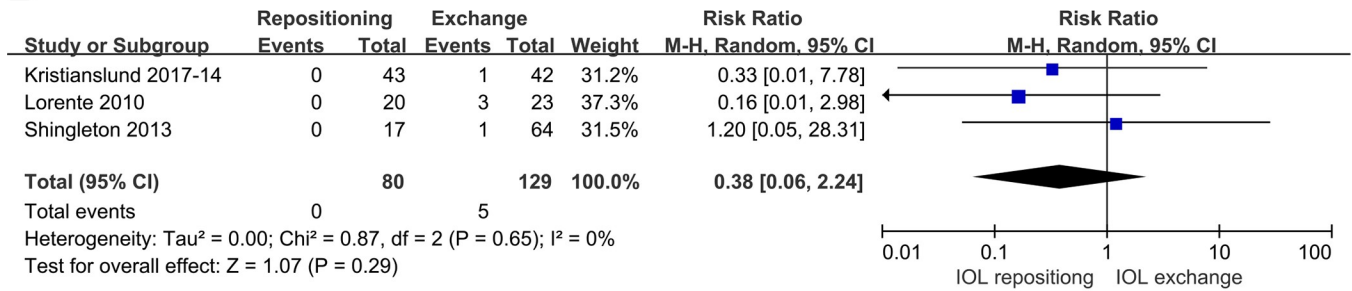 Repositioning Exchange Risk Ratio Risk Ratio
Study or Subgroup Events Total Events Total Weight M-H, Random, 95% CI M-H, Random, 95% CI
Kristianslund 2017-14 0 43 1 42 31.2% 0.33 [0.01, 7.78]
Lorente 2010 0 20 3 23 37.3% 0.16 [0.01, 2.98]
Shingleton 2013 0 17 1 64 31.5% 1.20 [0.05, 28.31]
Total (95% CI) 80 129 100.0% 0.38 [0.06, 2.24]
Total events 0 5
Heterogeneity: Tau² = 0.00; Chi² = 0.87, df = 2 (P = 0.65); I² = 0%
Test for overall effect: Z = 1.07 (P = 0.29)
0.01 0.1 1 10 100
IOL repositiong IOL exchange